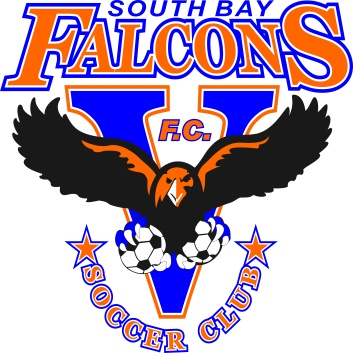 SOUTH BAY
FALCONS
V
F.C.
SOCCER CLUB